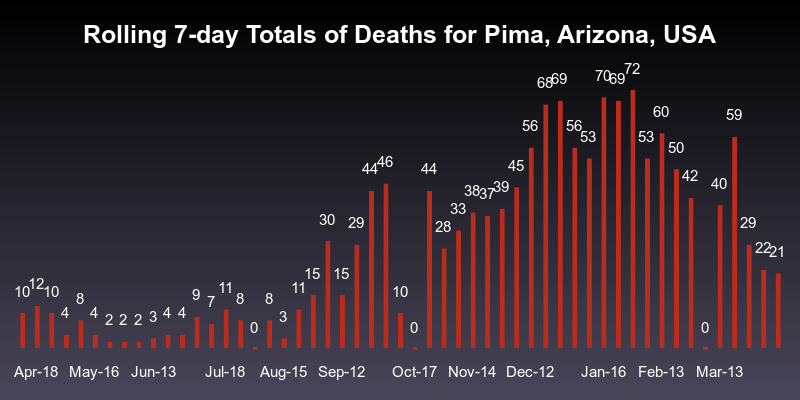 Rolling 7-day Totals of Deaths for Pima, Arizona, USA
10 12 10 4 8 4 2 2 2 3 4 4 9 7 11 8 0 8 3 11 15 30 15 29 44 46 10 0 44 28 33 38 37 39 45 56 68 69 56 53 70 69 72 53 60 50 42 0 40 59 29 22 21
Apr-18 May-16 Jun-13 Jul-18 Aug-15 Sep-12 Oct-17 Nov-14 Dec-12 Jan-16 Feb-13 Mar-13